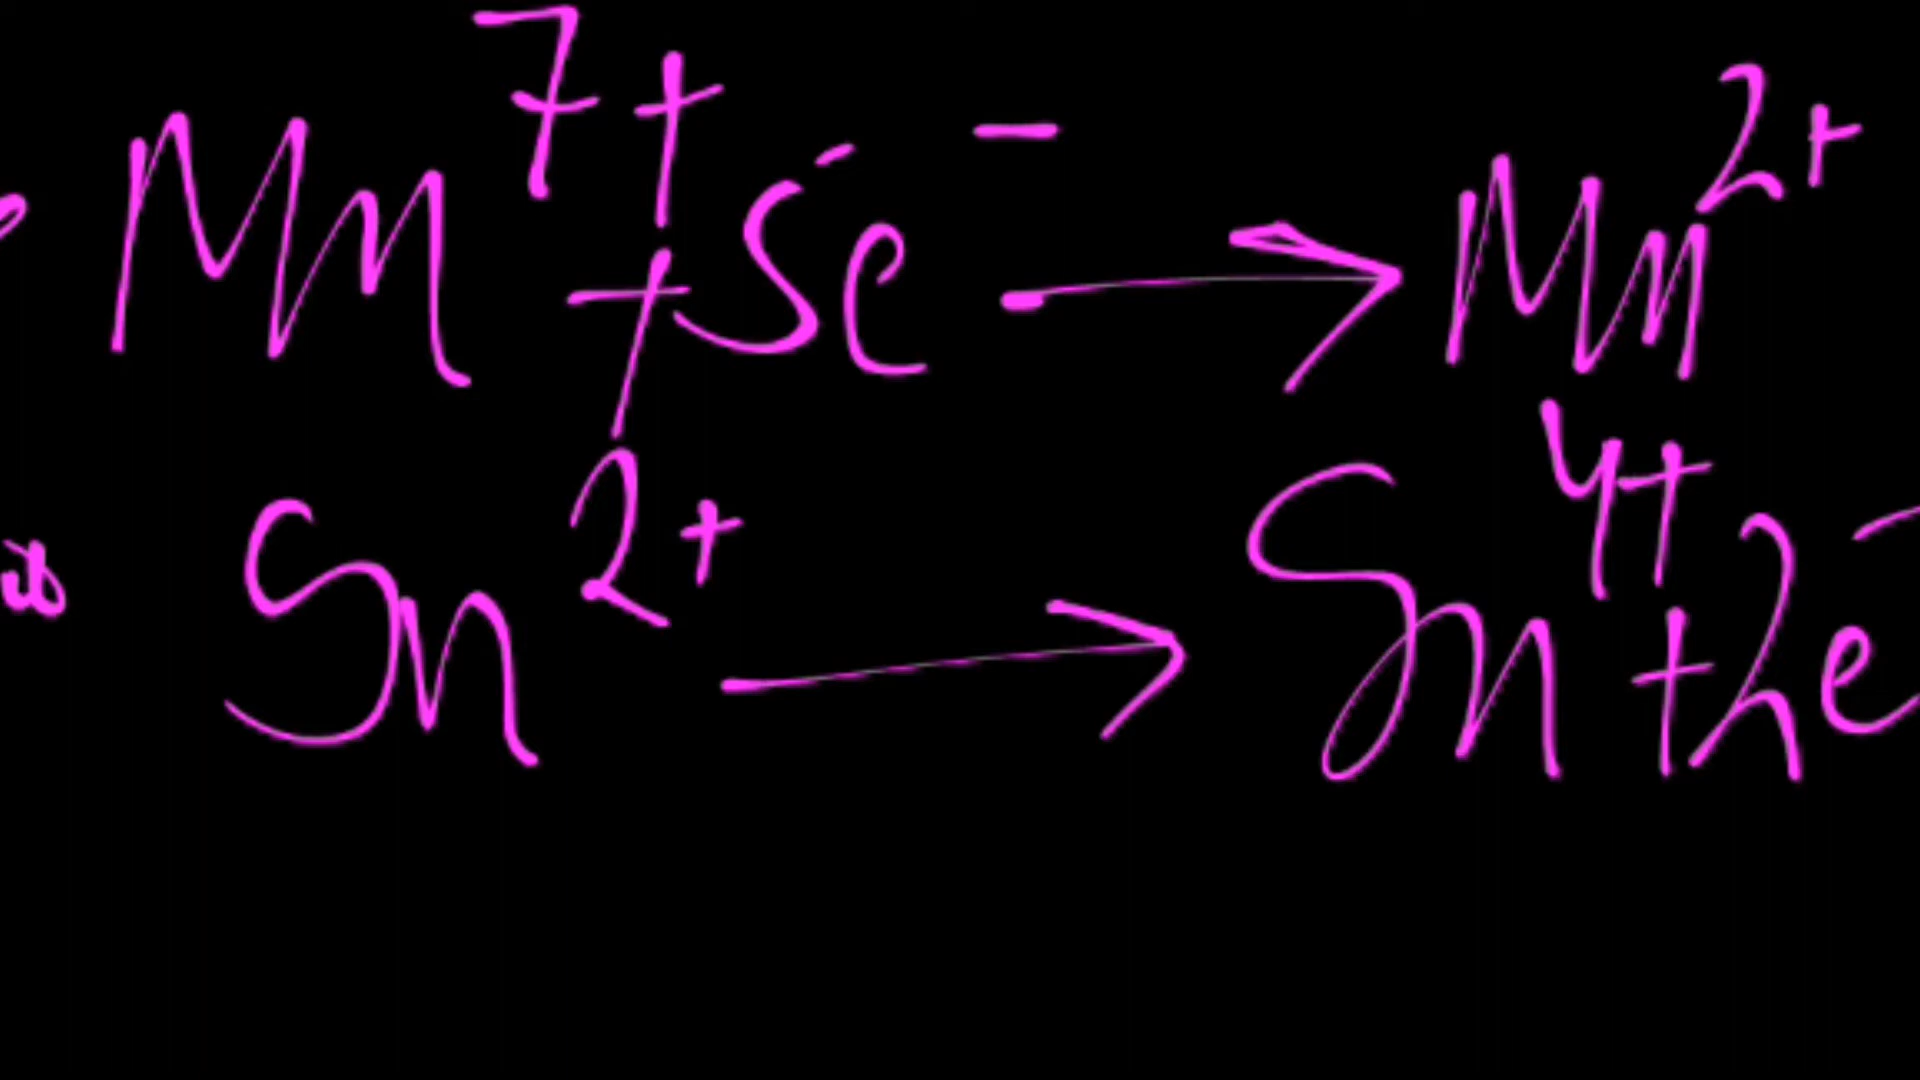 Mn⁷⁺ + 5e⁻ → Mn²⁺
Sn²⁺ → Sn⁴⁺ + 2e⁻